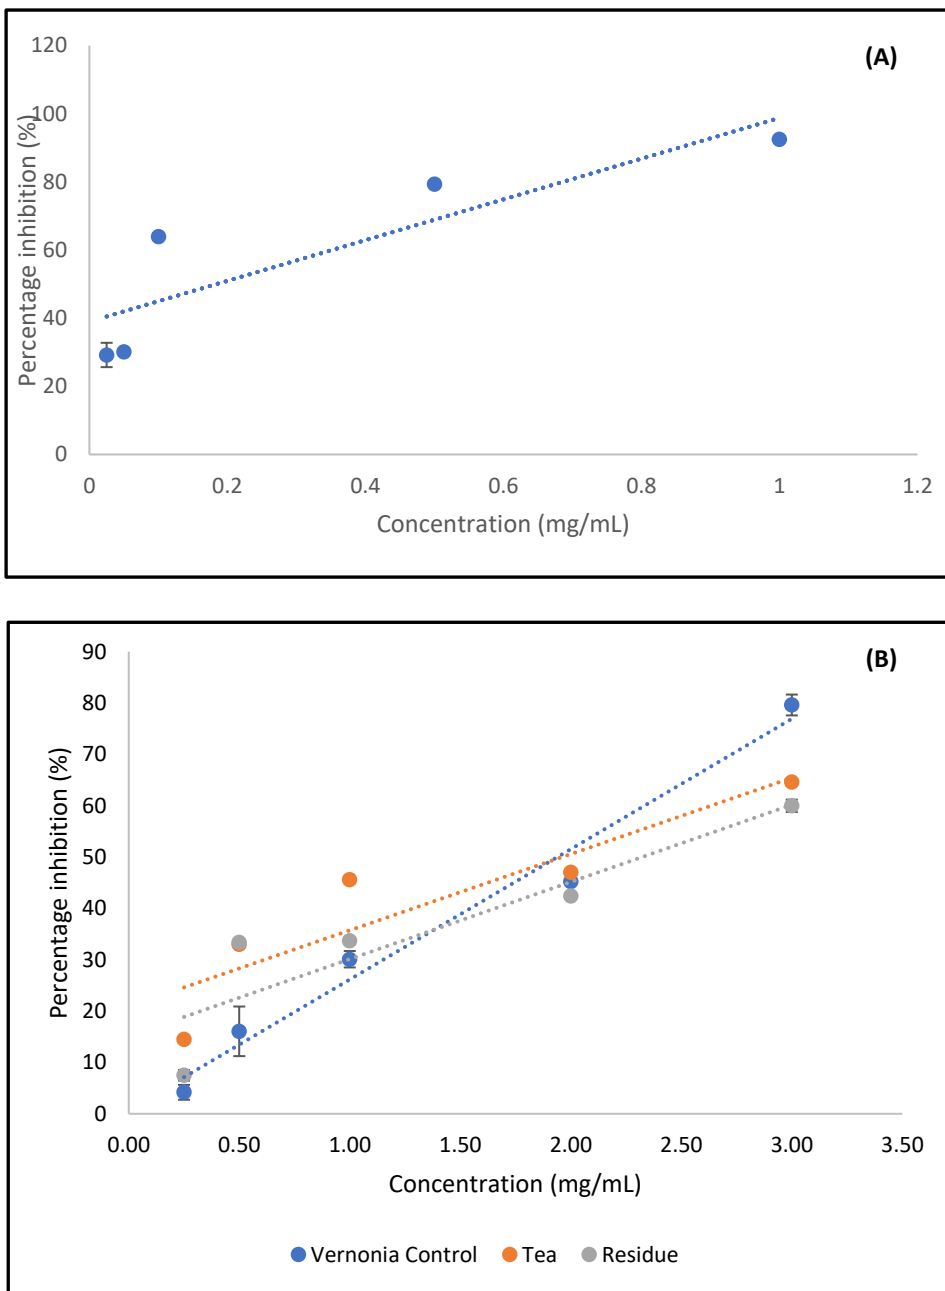 (A)
120
100
80
60
40
20
0
Percentage inhibition (%)
0 0.2 0.4 0.6 0.8 1 1.2
Concentration (mg/mL)
(B)
90
80
70
60
50
40
30
20
10
0
Percentage inhibition (%)
0.00 0.50 1.00 1.50 2.00 2.50 3.00 3.50
Concentration (mg/mL)
Vernonia Control Tea Residue